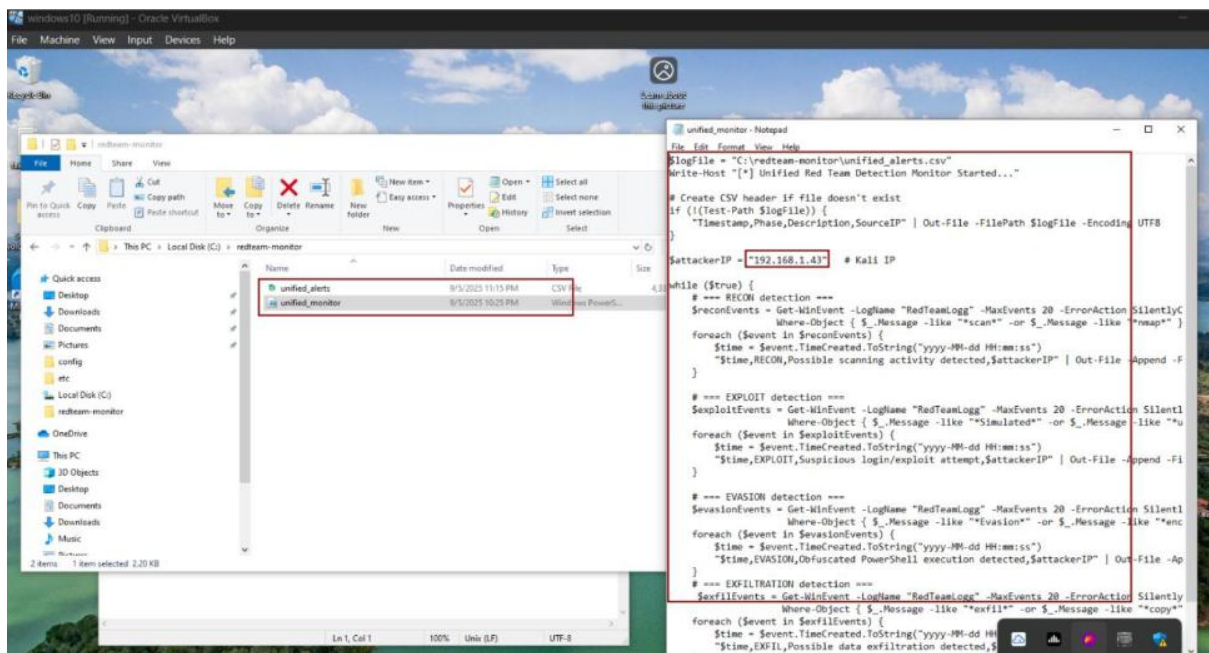 windows10 [Running] - Oracle VirtualBox
File Machine View Input Devices Help
Recycle Bin
Learn about
this picture
redteam-monitor
File Home Share View
Pin to Quick access
Copy
Paste
Cut
Copy path
Paste shortcut
Move to
Copy to
Delete
Rename
New folder
New item
Easy access
Properties
Open
Edit
History
Select all
Select none
Invert selection
Clipboard
Organize
New
Open
Select
This PC > Local Disk (C:) > redteam-monitor
Name Date modified Type Size
unified_alerts 9/5/2025 11:15 PM CSV File
unified_monitor 9/5/2025 10:25 PM Windows PowerS...
Quick access
Desktop
Downloads
Documents
Pictures
config
etc
Local Disk (C:)
redteam-monitor
OneDrive
This PC
3D Objects
Desktop
Documents
Downloads
Music
Pictures
2 items 1 item selected 2.20 KB
Ln 1, Col 1 100% Unix (LF) UTF-8
unified_monitor - Notepad
File Edit Format View Help
$logFile = "C:\redteam-monitor\unified_alerts.csv"
Write-Host "[*] Unified Red Team Detection Monitor Started..."
# Create CSV header if file doesn't exist
if (!(Test-Path $logFile)) {
"Timestamp,Phase,Description,SourceIP" | Out-File -FilePath $logFile -Encoding UTF8
}
$attackerIP = "192.168.1.43" # Kali IP
while ($true) {
# === RECON detection ===
$reconEvents = Get-WinEvent -LogName "RedTeamLogg" -MaxEvents 20 -ErrorAction SilentlyC
Where-Object { $_.Message -like "*scan*" -or $_.Message -like "*nmap*" }
foreach ($event in $reconEvents) {
$time = $event.TimeCreated.ToString("yyyy-MM-dd HH:mm:ss")
"$time,RECON,Possible scanning activity detected,$attackerIP" | Out-File -Append -F
}
# === EXPLOIT detection ===
$exploitEvents = Get-WinEvent -LogName "RedTeamLogg" -MaxEvents 20 -ErrorAction Silentl
Where-Object { $_.Message -like "*Simulated*" -or $_.Message -like "*u
foreach ($event in $exploitEvents) {
$time = $event.TimeCreated.ToString("yyyy-MM-dd HH:mm:ss")
"$time,EXPLOIT,Suspicious login/exploit attempt,$attackerIP" | Out-File -Append -Fi
}
# === EVASION detection ===
$evasionEvents = Get-WinEvent -LogName "RedTeamLogg" -MaxEvents 20 -ErrorAction Silentl
Where-Object { $_.Message -like "*Evasion*" -or $_.Message -like "*enc
foreach ($event in $evasionEvents) {
$time = $event.TimeCreated.ToString("yyyy-MM-dd HH:mm:ss")
"$time,EVASION,Obfuscated PowerShell execution detected,$attackerIP" | Out-File -Ap
}
# === EXFILTRATION detection ===
$exfilEvents = Get-WinEvent -LogName "RedTeamLogg" -MaxEvents 20 -ErrorAction Silently
Where-Object { $_.Message -like "*exfil*" -or $_.Message -like "*copy*"
foreach ($event in $exfilEvents) {
$time = $event.TimeCreated.ToString("yyyy-MM-dd HH
"$time,EXFIL,Possible data exfiltration detected,$